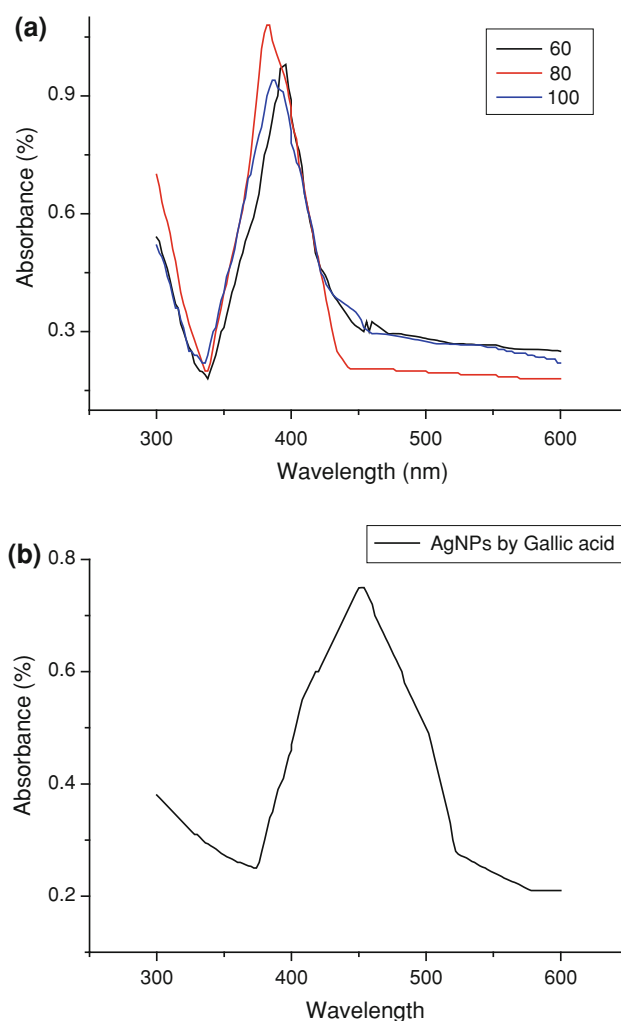 (a)
60
80
100
0.9
0.6
0.3
Absorbance (%)
300
400
500
600
Wavelength (nm)
(b)
AgNPs by Gallic acid
0.8
0.6
0.4
0.2
Absorbance (%)
300
400
500
600
Wavelength